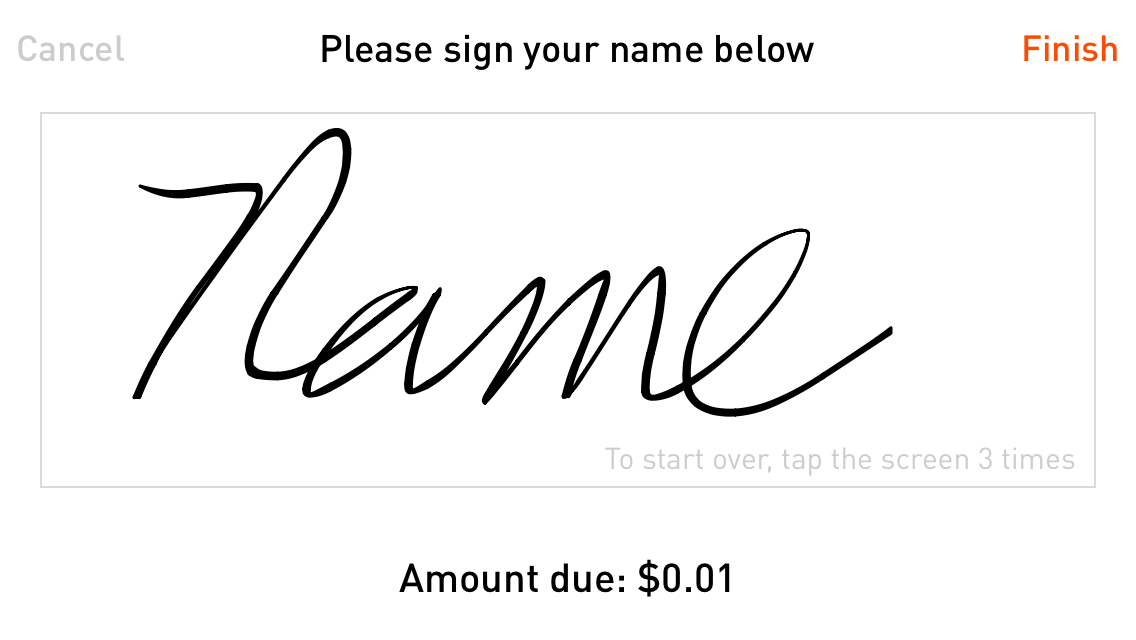 Cancel Please sign your name below Finish
Name
To start over, tap the screen 3 times
Amount due: $0.01